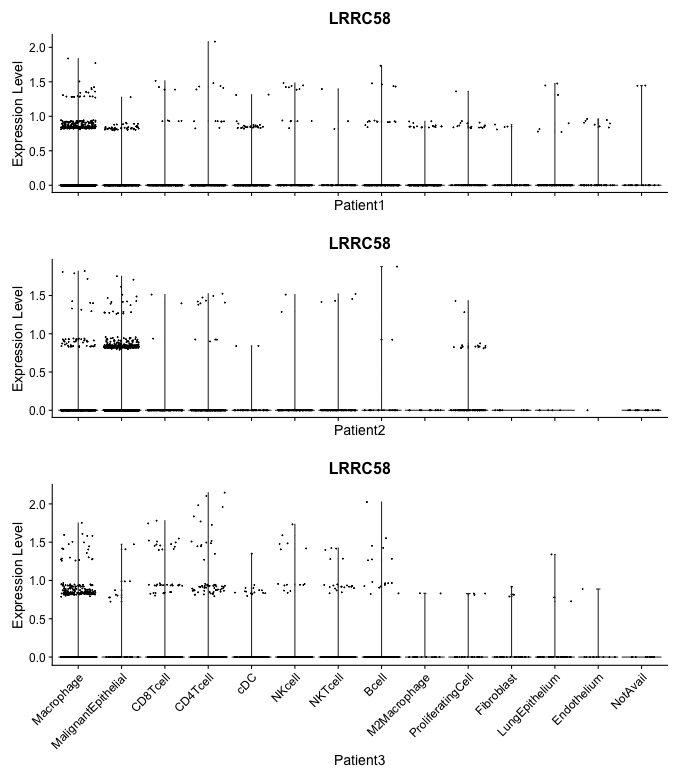 LRRC58
Expression Level
2.0
1.5
1.0
0.5
0.0
Patient1
LRRC58
Expression Level
1.5
1.0
0.5
0.0
Patient2
LRRC58
Expression Level
2.0
1.5
1.0
0.5
0.0
Macrophage
MalignantEpithelial
CD8Tcell
CD4Tcell
cDC
NKcell
NKTcell
Bcell
M2Macrophage
ProliferatingCell
Fibroblast
LungEpithelium
Endothelium
NotAvail
Patient3